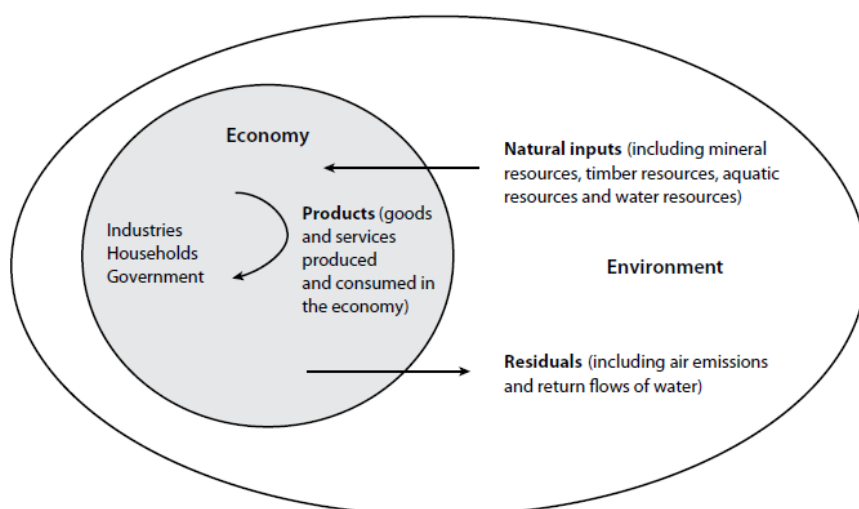 Economy
Natural inputs (including mineral
resources, timber resources, aquatic
resources and water resources)
Industries
Households
Government
Products (goods
and services
produced
and consumed in
the economy)
Environment
Residuals (including air emissions
and return flows of water)